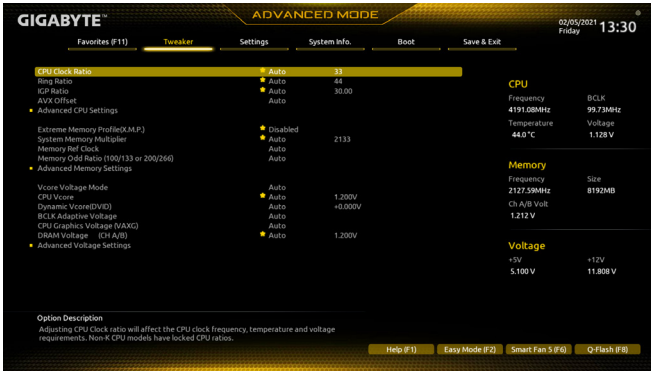 GIGABYTE™
ADVANCED MODE
02/05/2021
Friday
13:30
Favorites (F11) Tweaker Settings System Info. Boot Save & Exit
CPU Clock Ratio Auto 33
Ring Ratio Auto 44
IGP Ratio Auto 30.00
AVX Offset Auto
Advanced CPU Settings
Extreme Memory Profile(X.M.P.) Disabled
System Memory Multiplier Auto 2133
Memory Ref Clock Auto
Memory Odd Ratio (100/133 or 200/266) Auto
Advanced Memory Settings
Vcore Voltage Mode Auto
CPU Vcore Auto 1.200V
Dynamic Vcore(DVID) Auto +0.000V
BCLK Adaptive Voltage Auto
CPU Graphics Voltage (VAXG) Auto
DRAM Voltage (CH A/B) Auto 1.200V
Advanced Voltage Settings
CPU
Frequency BCLK
4191.08MHz 99.73MHz
Temperature Voltage
44.0 °C 1.128 V
Memory
Frequency Size
2127.59MHz 8192MB
Ch A/B Volt
1.212 V
Voltage
+5V +12V
5.100 V 11.808 V
Option Description
Adjusting CPU Clock ratio will affect the CPU clock frequency, temperature and voltage
requirements. Non-K CPU models have locked CPU ratios.
Help (F1) Easy Mode (F2) Smart Fan 5 (F6) Q-Flash (F8)